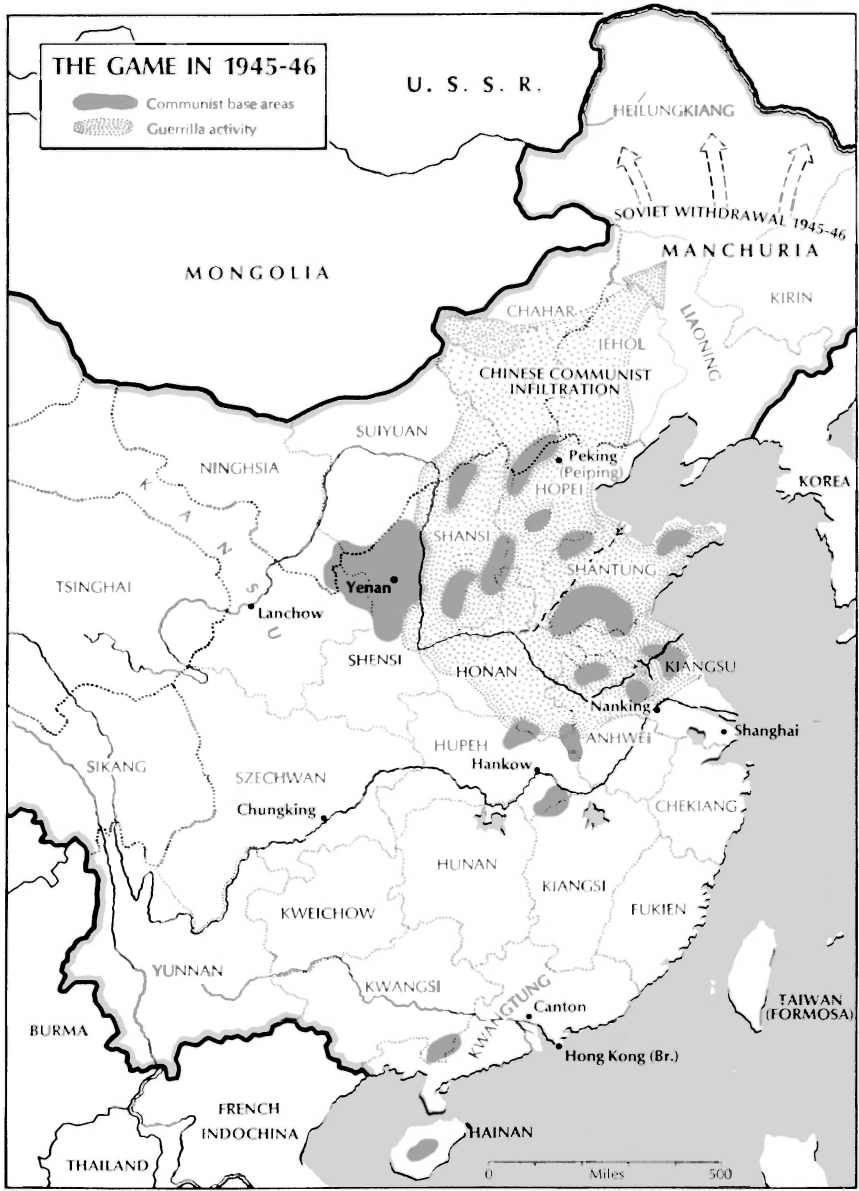 THE GAME IN 1945-46
Communist base areas
Guerrilla activity
U. S. S. R.
HEILUNGKIANG
SOVIET WITHDRAWAL 1945-46
MANCHURIA
MONGOLIA
KIRIN
CHAHAR
LIAONING
JEHOL
CHINESE COMMUNIST
INFILTRATION
SUIYUAN
Peking
(Peiping)
NINGHSIA
HOPEI
KOREA
KANSU
SHANSI
SHANTUNG
TSINGHAI
Yenan
Lanchow
SHENSI
HONAN
KIANGSU
Nanking
Shanghai
ANHWEI
HUPEH
Hankow
SIKANG
SZECHWAN
Chungking
CHEKIANG
HUNAN
KIANGSI
KWEICHOW
FUKIEN
YUNNAN
KWANGSI
KWANGTUNG
Canton
TAIWAN
(FORMOSA)
BURMA
Hong Kong (Br.)
FRENCH
INDOCHINA
HAINAN
THAILAND
0 Miles 500